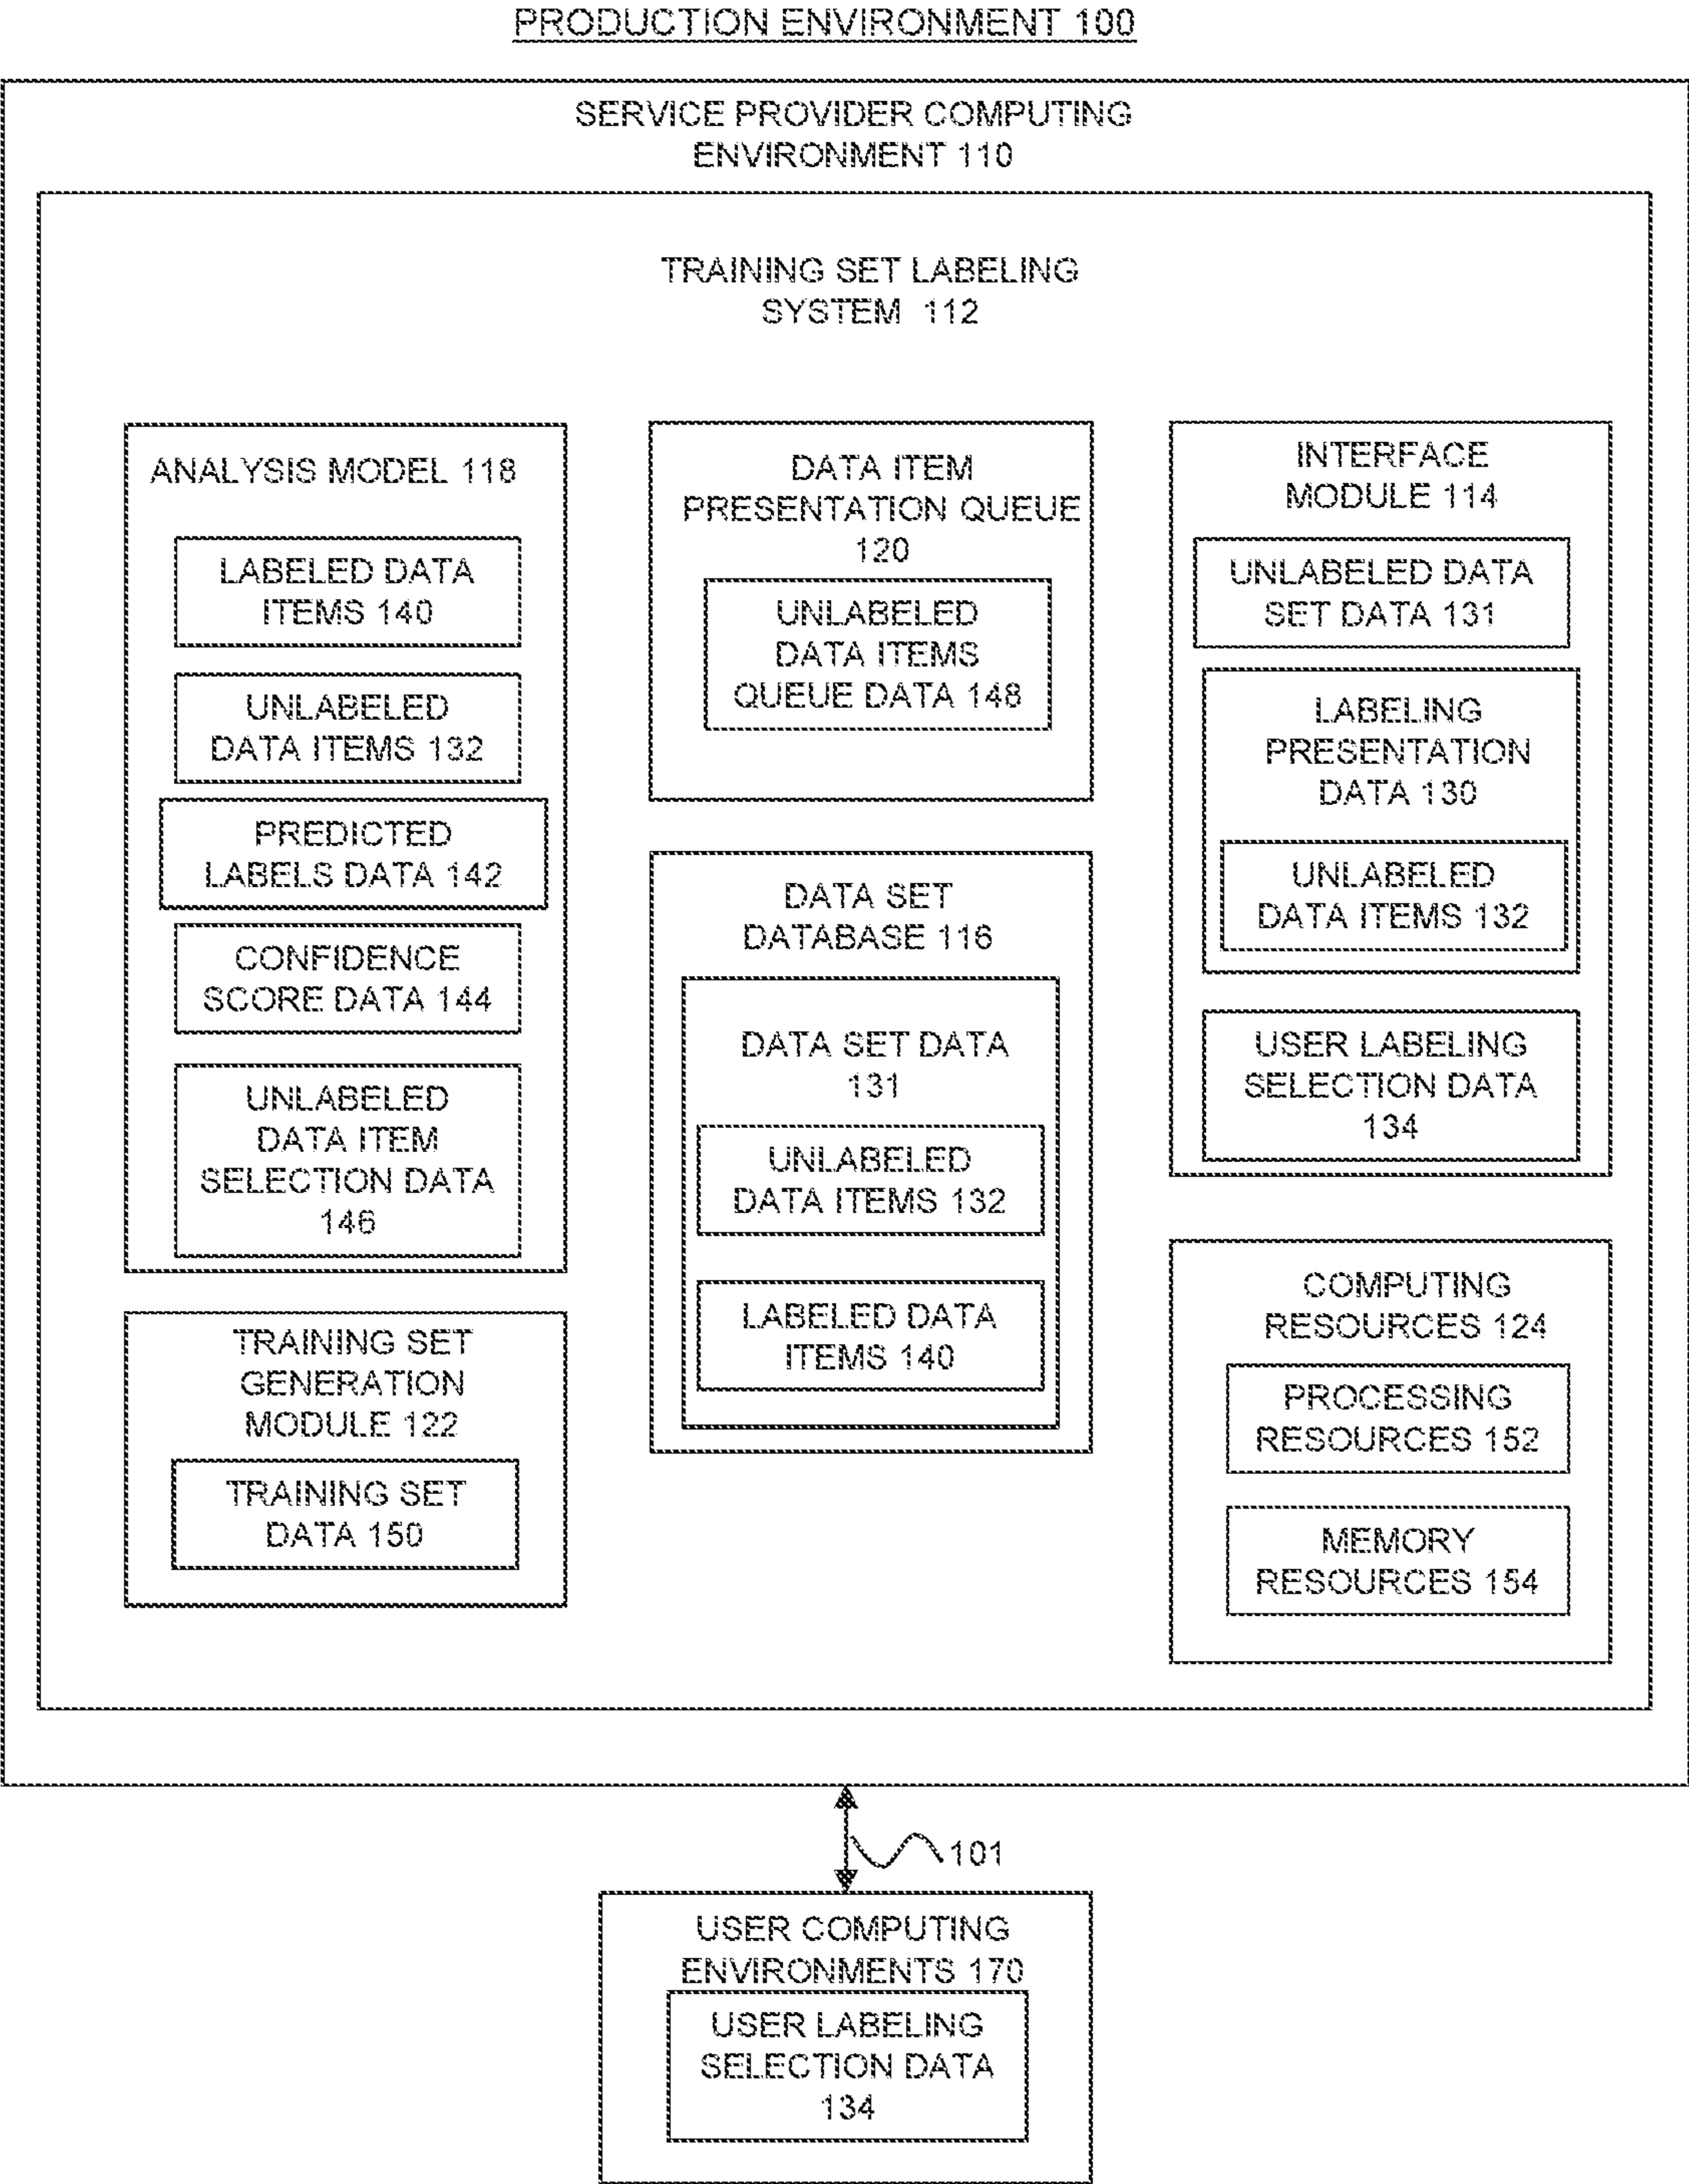 PRODUCTION ENVIRONMENT 100
SERVICE PROVIDER COMPUTING
ENVIRONMENT 110
TRAINING SET LABELING
SYSTEM 112
ANALYSIS MODEL 118
LABELED DATA
ITEMS 140
UNLABELED
DATA ITEMS 132
PREDICTED
LABELS DATA 142
CONFIDENCE
SCORE DATA 144
UNLABELED
DATA ITEM
SELECTION DATA
146
TRAINING SET
GENERATION
MODULE 122
TRAINING SET
DATA 150
DATA ITEM
PRESENTATION QUEUE
120
UNLABELED
DATA ITEMS
QUEUE DATA 148
DATA SET
DATABASE 116
DATA SET DATA
131
UNLABELED
DATA ITEMS 132
LABELED DATA
ITEMS 140
INTERFACE
MODULE 114
UNLABELED DATA
SET DATA 131
LABELING
PRESENTATION
DATA 130
UNLABELED
DATA ITEMS 132
USER LABELING
SELECTION DATA
134
COMPUTING
RESOURCES 124
PROCESSING
RESOURCES 152
MEMORY
RESOURCES 154
101
USER COMPUTING
ENVIRONMENTS 170
USER LABELING
SELECTION DATA
134